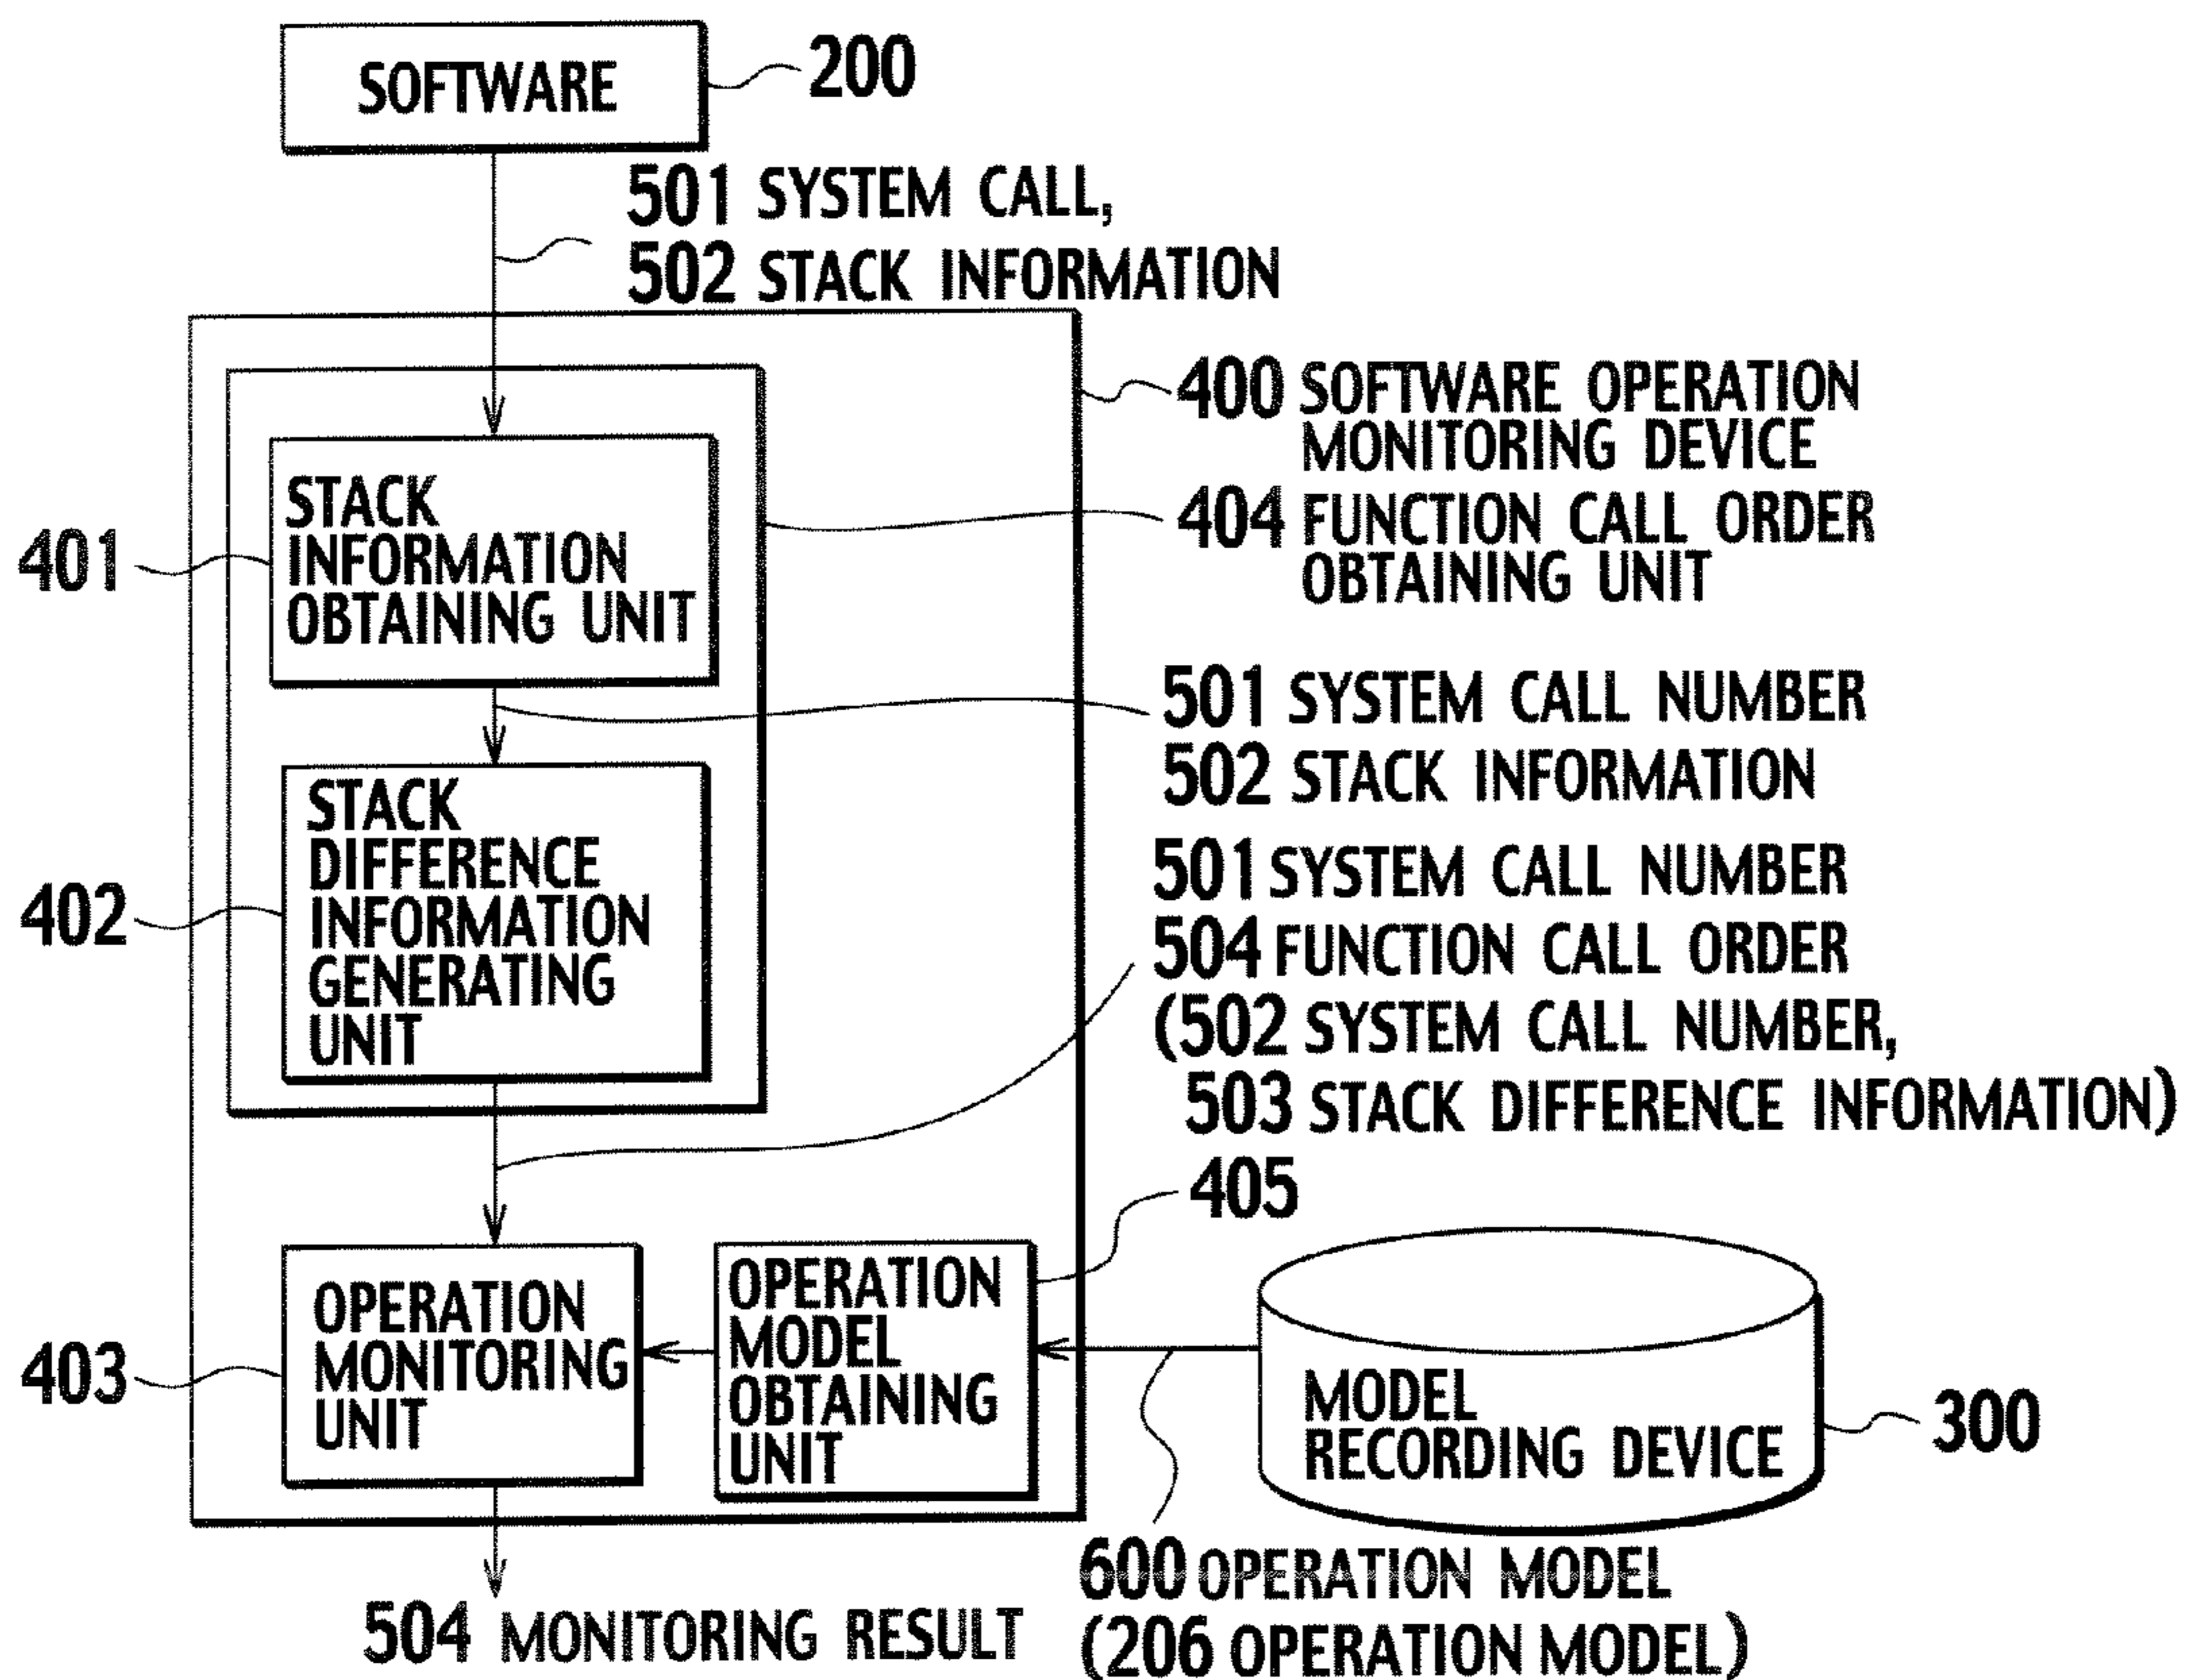 SOFTWARE
200
501 SYSTEM CALL,
502 STACK INFORMATION
400 SOFTWARE OPERATION
MONITORING DEVICE
404 FUNCTION CALL ORDER
OBTAINING UNIT
STACK
INFORMATION
OBTAINING UNIT
401
501 SYSTEM CALL NUMBER
502 STACK INFORMATION
STACK
DIFFERENCE
INFORMATION
GENERATING
UNIT
402
501 SYSTEM CALL NUMBER
504 FUNCTION CALL ORDER
(502 SYSTEM CALL NUMBER,
503 STACK DIFFERENCE INFORMATION)
405
OPERATION
MONITORING
UNIT
403
OPERATION
MODEL
OBTAINING
UNIT
MODEL
RECORDING DEVICE
300
600 OPERATION MODEL
(206 OPERATION MODEL)
504 MONITORING RESULT